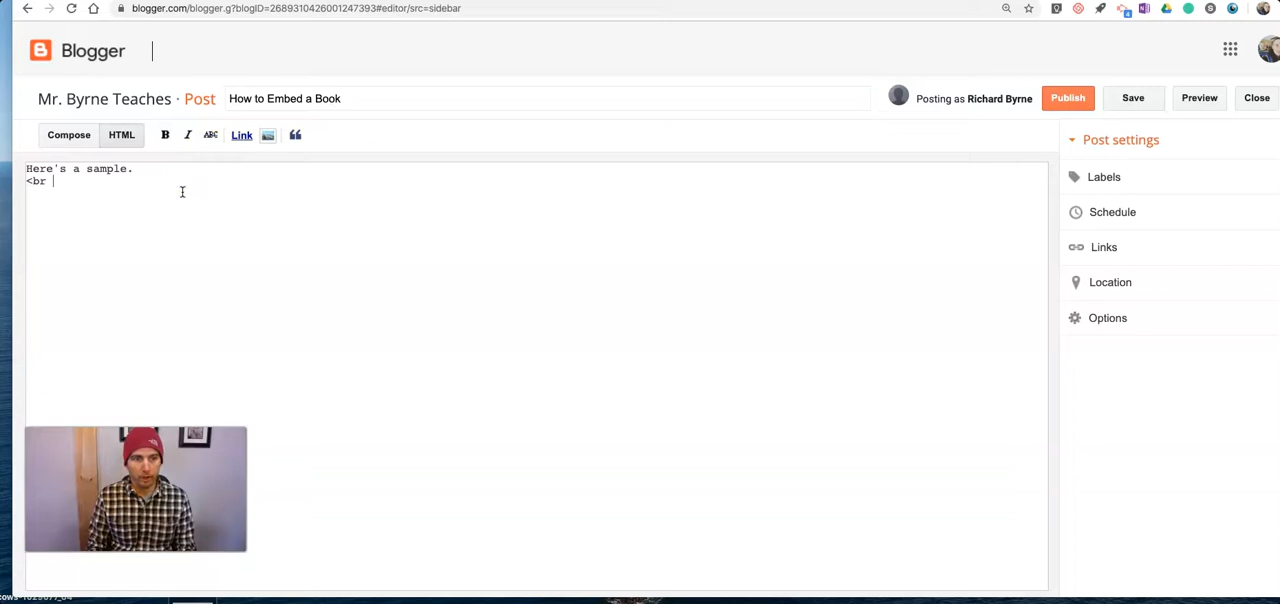 blogger.com/blogger.g?blogID=2689310426001247393#editor/src=sidebar
4
S
B Blogger
Mr. Byrne Teaches · Post How to Embed a Book Posting as Richard Byrne Publish Save Preview Close
Compose HTML B I ABC Link
Post settings
Here's a sample.
<br
Labels
Schedule
Links
Location
Options